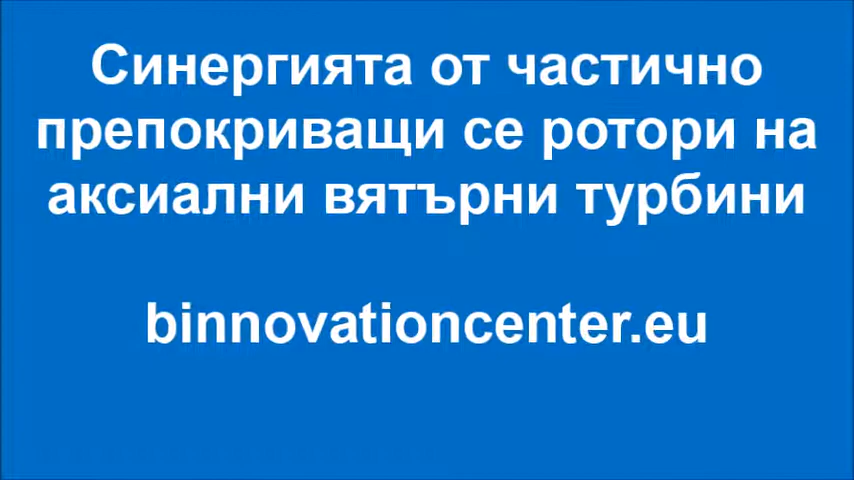 Синергията от частично
препокриващи се ротори на
аксиални вятърни турбини
binnovationcenter.eu